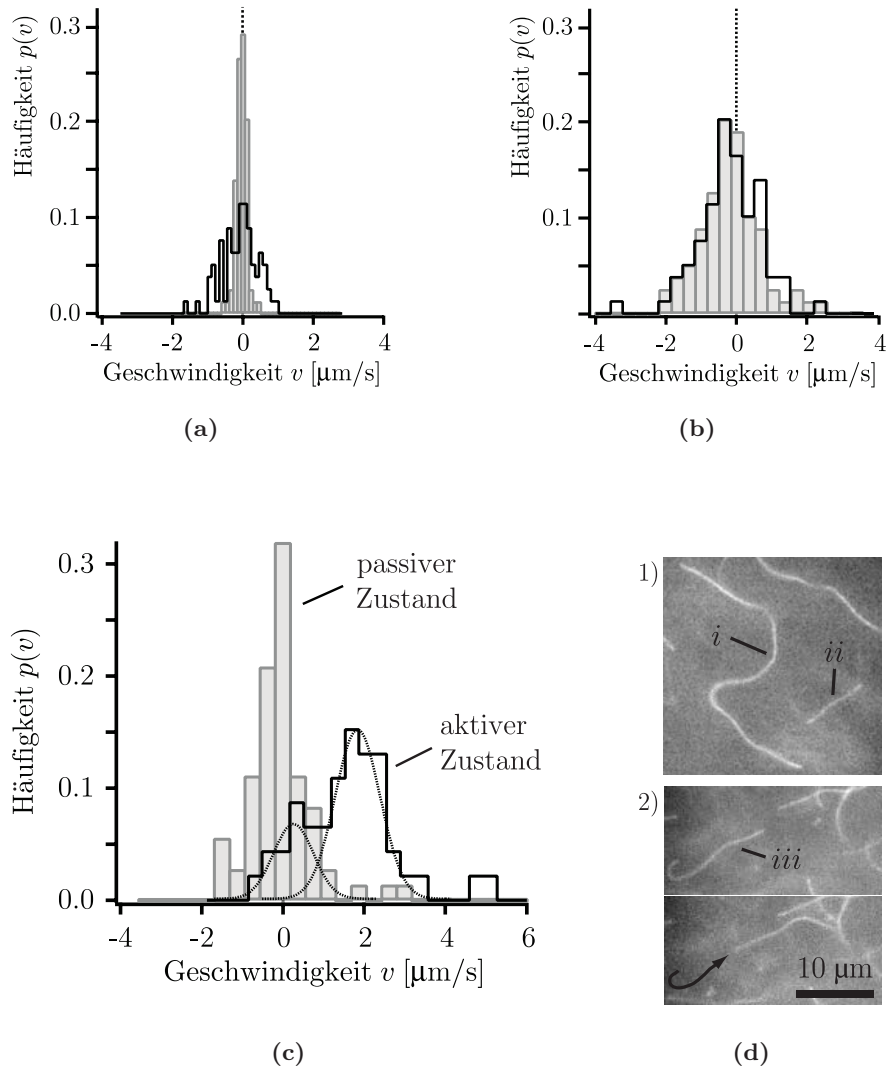 0.3
0.2
0.1
0.0
Häufigkeit p(v)
-4 -2 0 2 4
Geschwindigkeit v [µm/s]
(a)
0.3
0.2
0.1
0
Häufigkeit p(v)
-4 -2 0 2 4
Geschwindigkeit v [µm/s]
(b)
0.3
0.2
0.1
0.0
Häufigkeit p(v)
passiver
Zustand
aktiver
Zustand
-4 -2 0 2 4 6
Geschwindigkeit v [µm/s]
(c)
1)
i
ii
2)
iii
10 µm
(d)